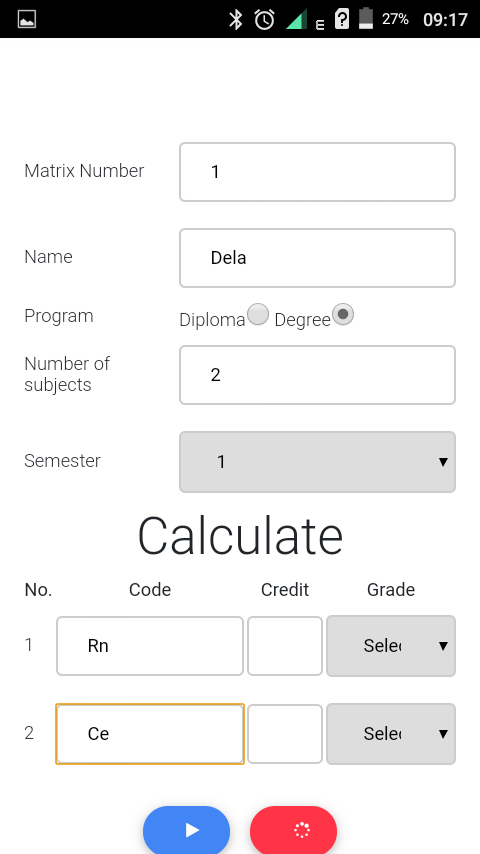 27% 09:17
Matrix Number 1
Name Dela
Program Diploma Degree
Number of
subjects 2
Semester 1
Calculate
No. Code Credit Grade
1 Rn Selec
2 Ce Selec